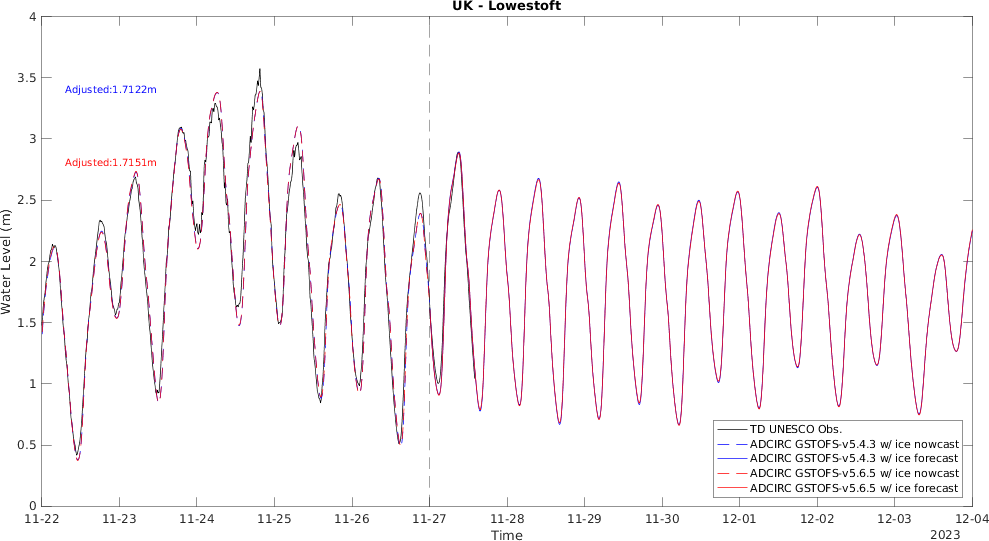 UK - Lowestoft
4
3.5
3
2.5
2
1.5
1
0.5
0
Water Level (m)
Adjusted:1.7122m
Adjusted:1.7151m
TD UNESCO Obs.
ADCIRC GSTOFS-v5.4.3 w/ ice nowcast
ADCIRC GSTOFS-v5.4.3 w/ ice forecast
ADCIRC GSTOFS-v5.6.5 w/ ice nowcast
ADCIRC GSTOFS-v5.6.5 w/ ice forecast
11-22 11-23 11-24 11-25 11-26 11-27 11-28 11-29 11-30 12-01 12-02 12-03 12-04
Time
2023